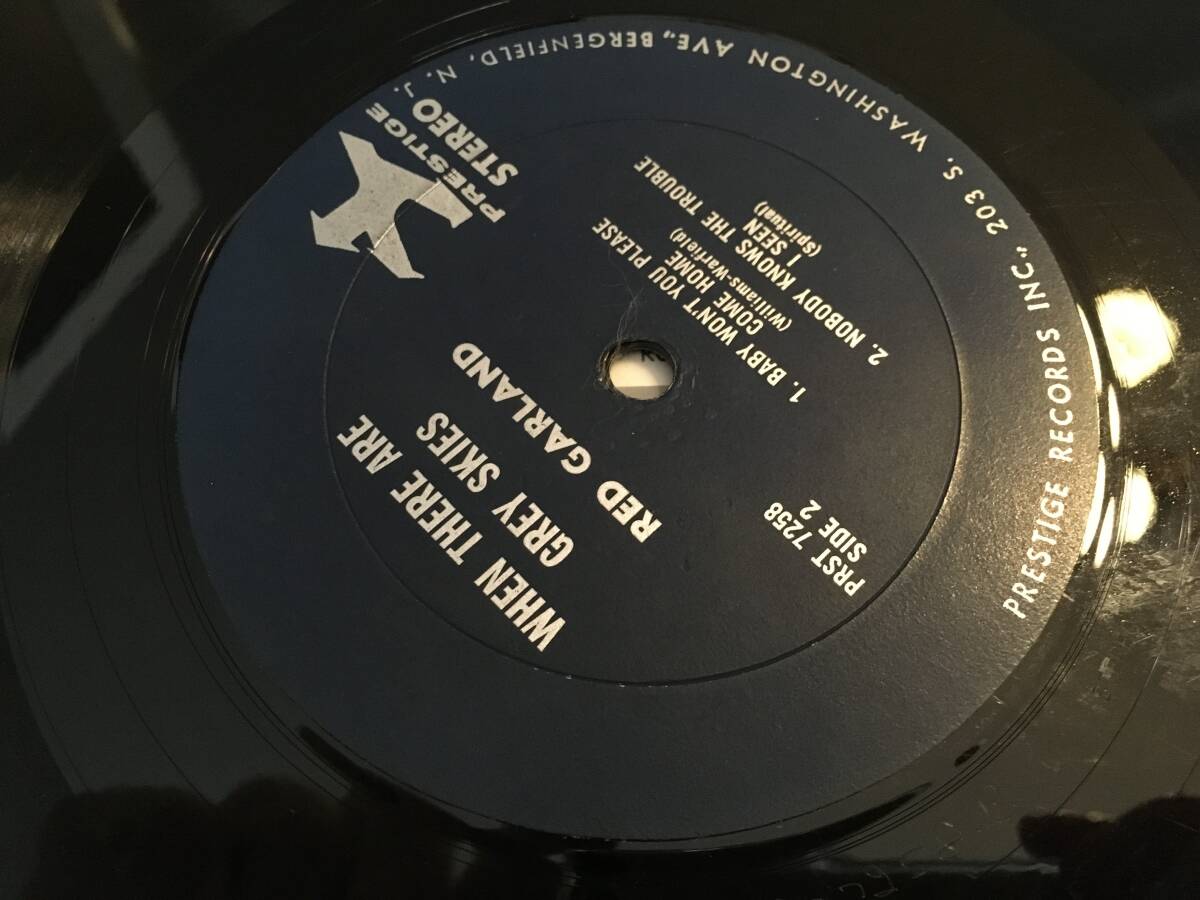 WHEN THERE ARE
GREY SKIES
RED GARLAND
PRESTIGE
STEREO
PRST 7258
SIDE 2
1. BABY WON'T YOU PLEASE
COME HOME
(Williams-Warfield)
2. NOBODY KNOWS THE TROUBLE
I SEEN
(Spiritual)
PRESTIGE RECORDS INC., 203 S. WASHINGTON AVE., BERGENFIELD, N. J.